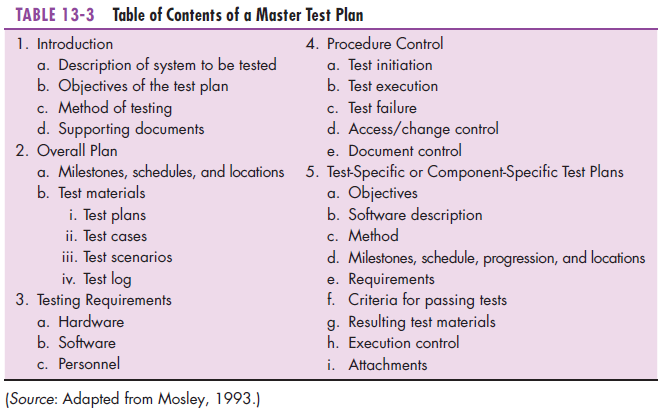 TABLE 13-3 Table of Contents of a Master Test Plan
1. Introduction
a. Description of system to be tested
b. Objectives of the test plan
c. Method of testing
d. Supporting documents
2. Overall Plan
a. Milestones, schedules, and locations
b. Test materials
i. Test plans
ii. Test cases
iii. Test scenarios
iv. Test log
3. Testing Requirements
a. Hardware
b. Software
c. Personnel
4. Procedure Control
a. Test initiation
b. Test execution
c. Test failure
d. Access/change control
e. Document control
5. Test-Specific or Component-Specific Test Plans
a. Objectives
b. Software description
c. Method
d. Milestones, schedule, progression, and locations
e. Requirements
f. Criteria for passing tests
g. Resulting test materials
h. Execution control
i. Attachments
(Source: Adapted from Mosley, 1993.)